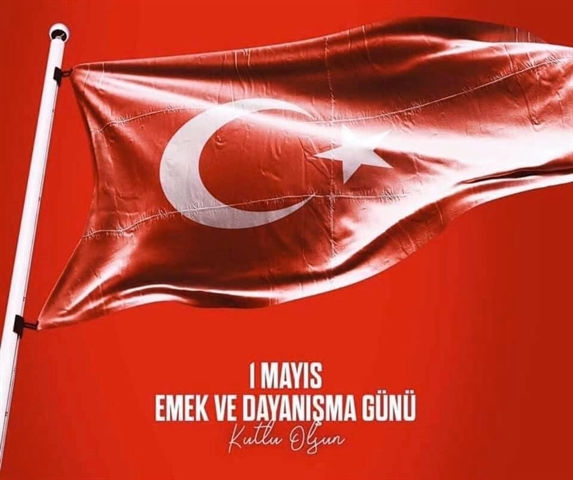 1 MAYIS
EMEK VE DAYANIŞMA GÜNÜ
Kutlu Olsun